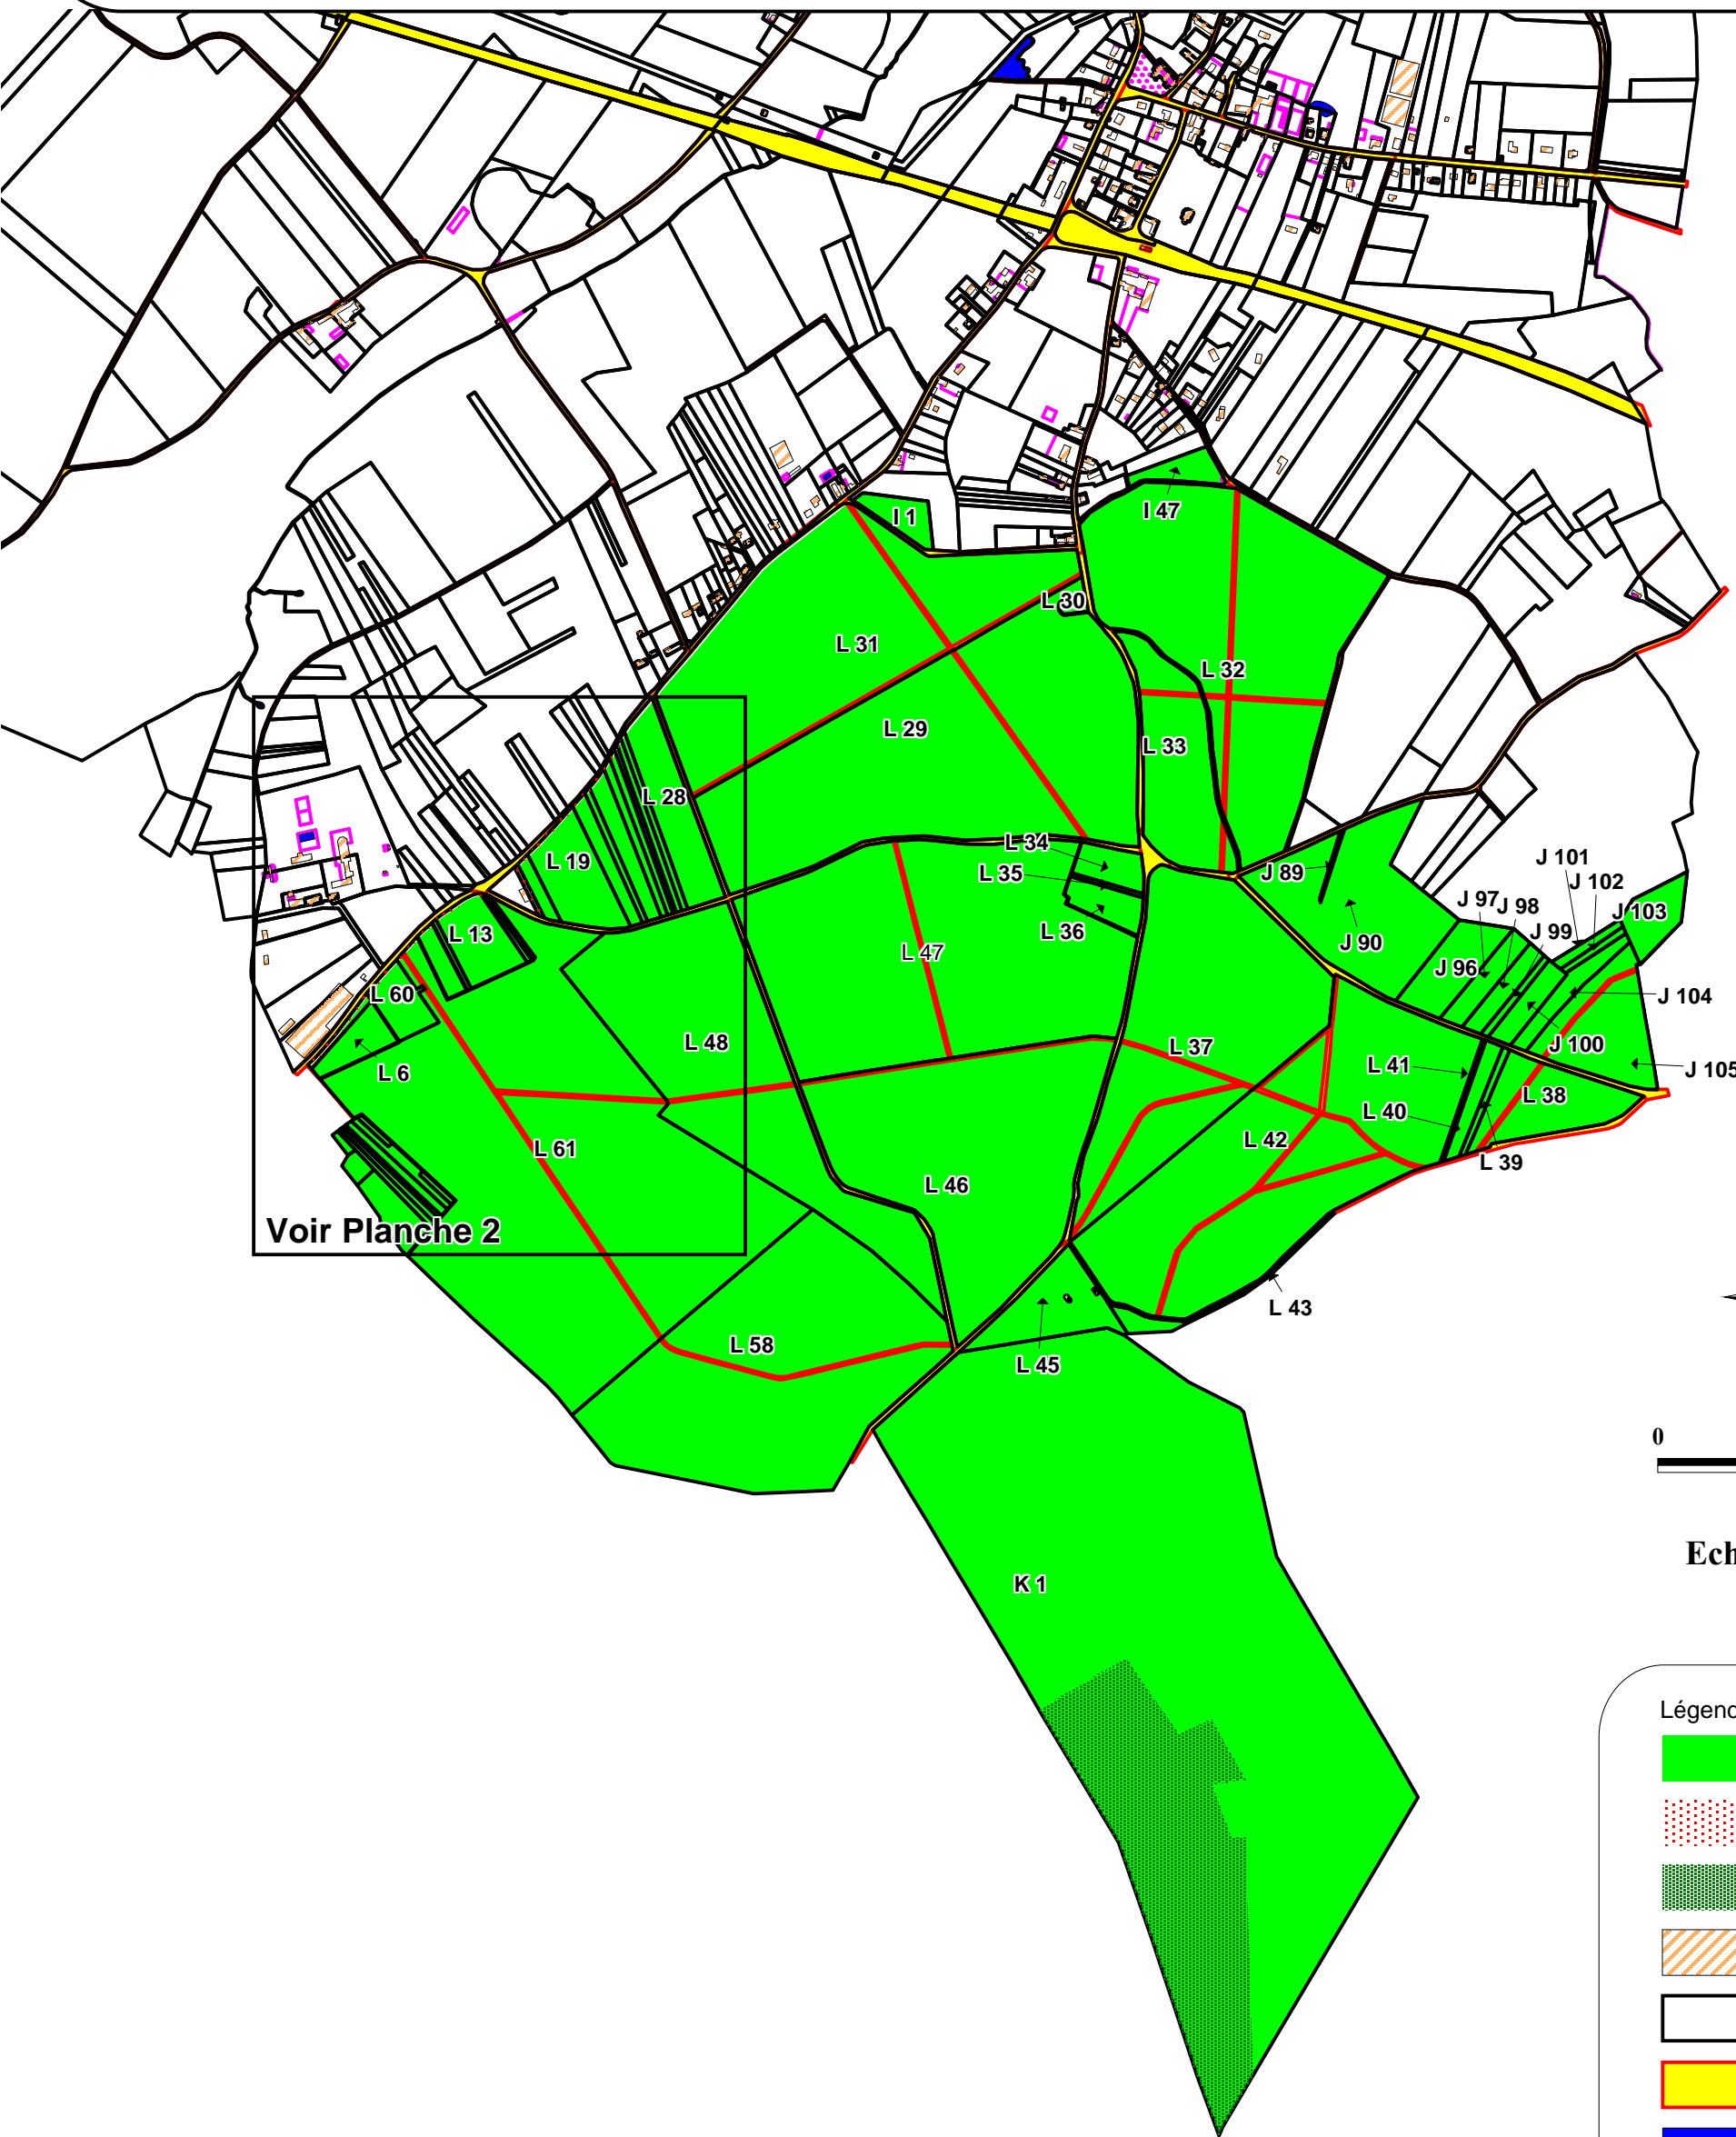 I 47
I 1
L 30
L 31
L 32
L 29
L 33
L 28
L 34
L 19
L 35
J 89
J 101
J 102
J 97
J 98
J 103
L 13
L 36
J 99
J 90
L 47
J 96
L 60
J 104
L 48
L 37
J 100
L 6
L 41
J 105
L 38
L 40
L 61
L 42
L 39
L 46
Voir Planche 2
L 43
L 58
L 45
0
Ech
K 1
Légend